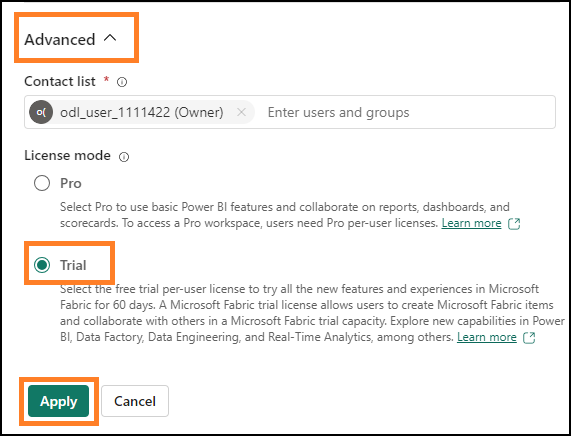 Advanced
Contact list *
o( odl_user_1111422 (Owner) Enter users and groups
License mode
Pro
Select Pro to use basic Power BI features and collaborate on reports, dashboards, and
scorecards. To access a Pro workspace, users need Pro per-user licenses. Learn more
Trial
Select the free trial per-user license to try all the new features and experiences in Microsoft
Fabric for 60 days. A Microsoft Fabric trial license allows users to create Microsoft Fabric items
and collaborate with others in a Microsoft Fabric trial capacity. Explore new capabilities in Power
BI, Data Factory, Data Engineering, and Real-Time Analytics, among others. Learn more
Apply Cancel